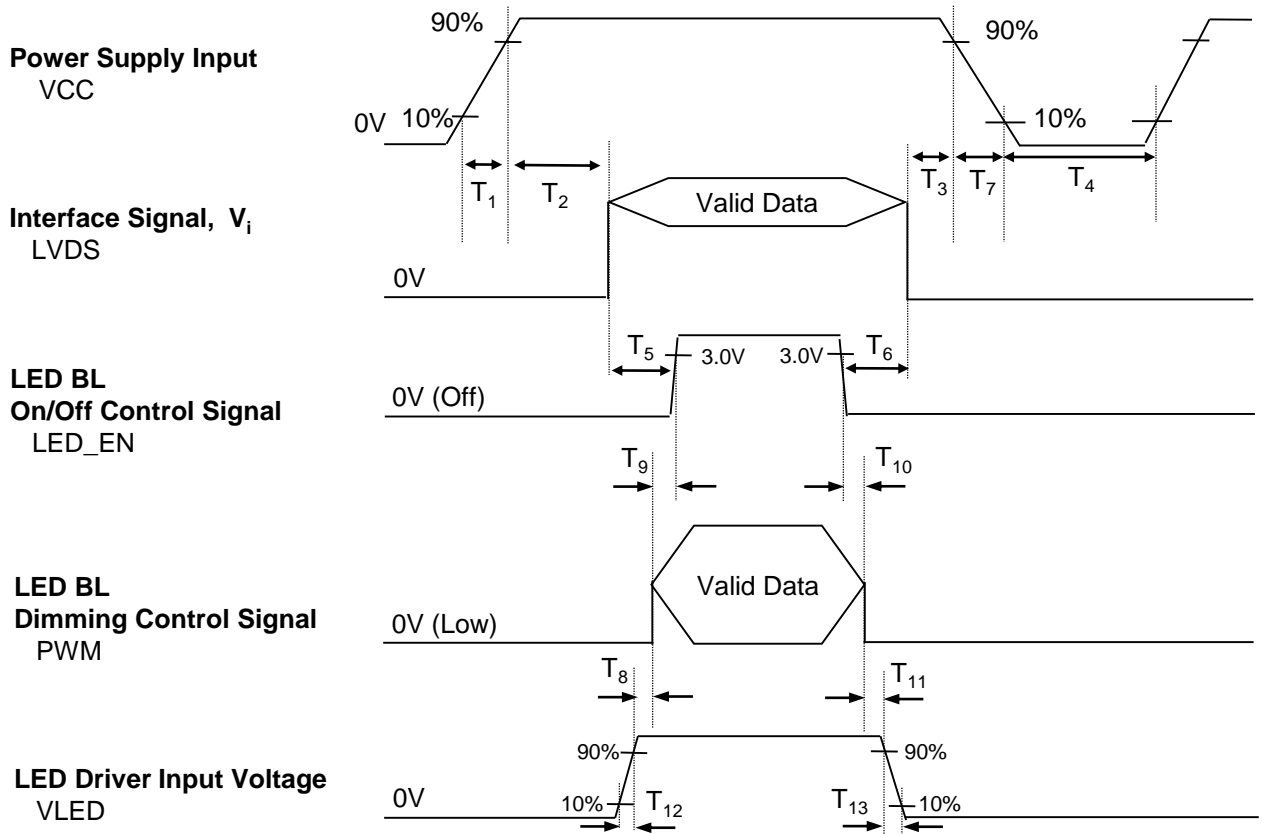 90%
90%
Power Supply Input
VCC
0V 10%
10%
T1
T2
T3
T7
T4
Valid Data
Interface Signal, Vi
LVDS
0V
T5
3.0V
3.0V
T6
LED BL
On/Off Control Signal
LED_EN
0V (Off)
T9
T10
LED BL
Dimming Control Signal
PWM
Valid Data
0V (Low)
T8
T11
90%
90%
LED Driver Input Voltage
VLED
0V
10%
T12
T13
10%